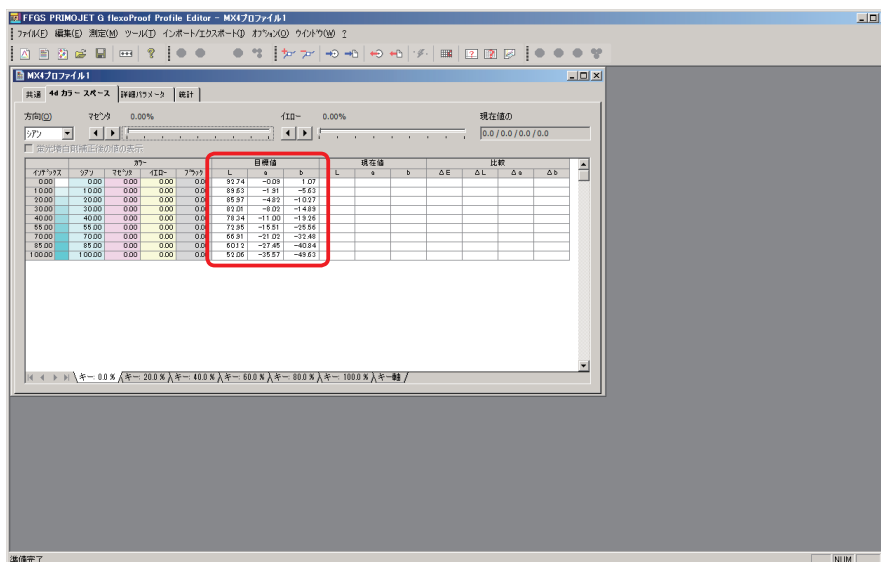 FFGS PRIMOJET G flexoProof Profile Editor - MX4プロファイル1
ファイル(F) 編集(E) 測定(M) ツール(T) インポート/エクスポート(I) オプション(O) ウインドウ(W) ?
MX4プロファイル1
共通 4d カラー スペース 詳細パラメータ 統計
方向(O) マゼンタ 0.00% イエロー 0.00% 現在値の
シアン 0.0 / 0.0 / 0.0 / 0.0
蛍光増白剤補正後の値の表示
カラー 目標値 現在値 比較
インデックス シアン マゼンタ イエロー ブラック L a b L a b ΔE ΔL Δa Δb
0.00 0.00 0.00 0.00 0.0 92.74 -0.09 1.07
10.00 10.00 0.00 0.00 0.0 89.63 -1.91 -5.63
20.00 20.00 0.00 0.00 0.0 85.97 -4.82 -10.27
30.00 30.00 0.00 0.00 0.0 82.01 -8.02 -14.89
40.00 40.00 0.00 0.00 0.0 78.34 -11.00 -19.26
55.00 55.00 0.00 0.00 0.0 72.95 -15.51 -25.56
70.00 70.00 0.00 0.00 0.0 66.91 -21.02 -32.48
85.00 85.00 0.00 0.00 0.0 60.12 -27.45 -40.84
100.00 100.00 0.00 0.00 0.0 52.06 -35.57 -49.63
キー: 0.0 % キー: 20.0 % キー: 40.0 % キー: 60.0 % キー: 80.0 % キー: 100.0 % キー軸
準備完了 NUM